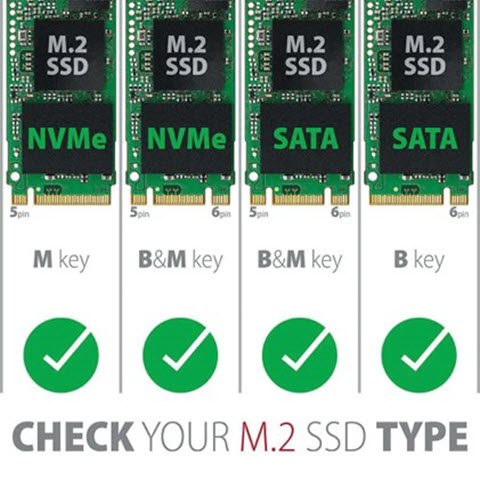 M.2 SSD M.2 SSD M.2 SSD M.2 SSD
NVMe NVMe SATA SATA
5pin 5pin 6pin 5pin 6pin 6pin
M key B&M key B&M key B key
CHECK YOUR M.2 SSD TYPE